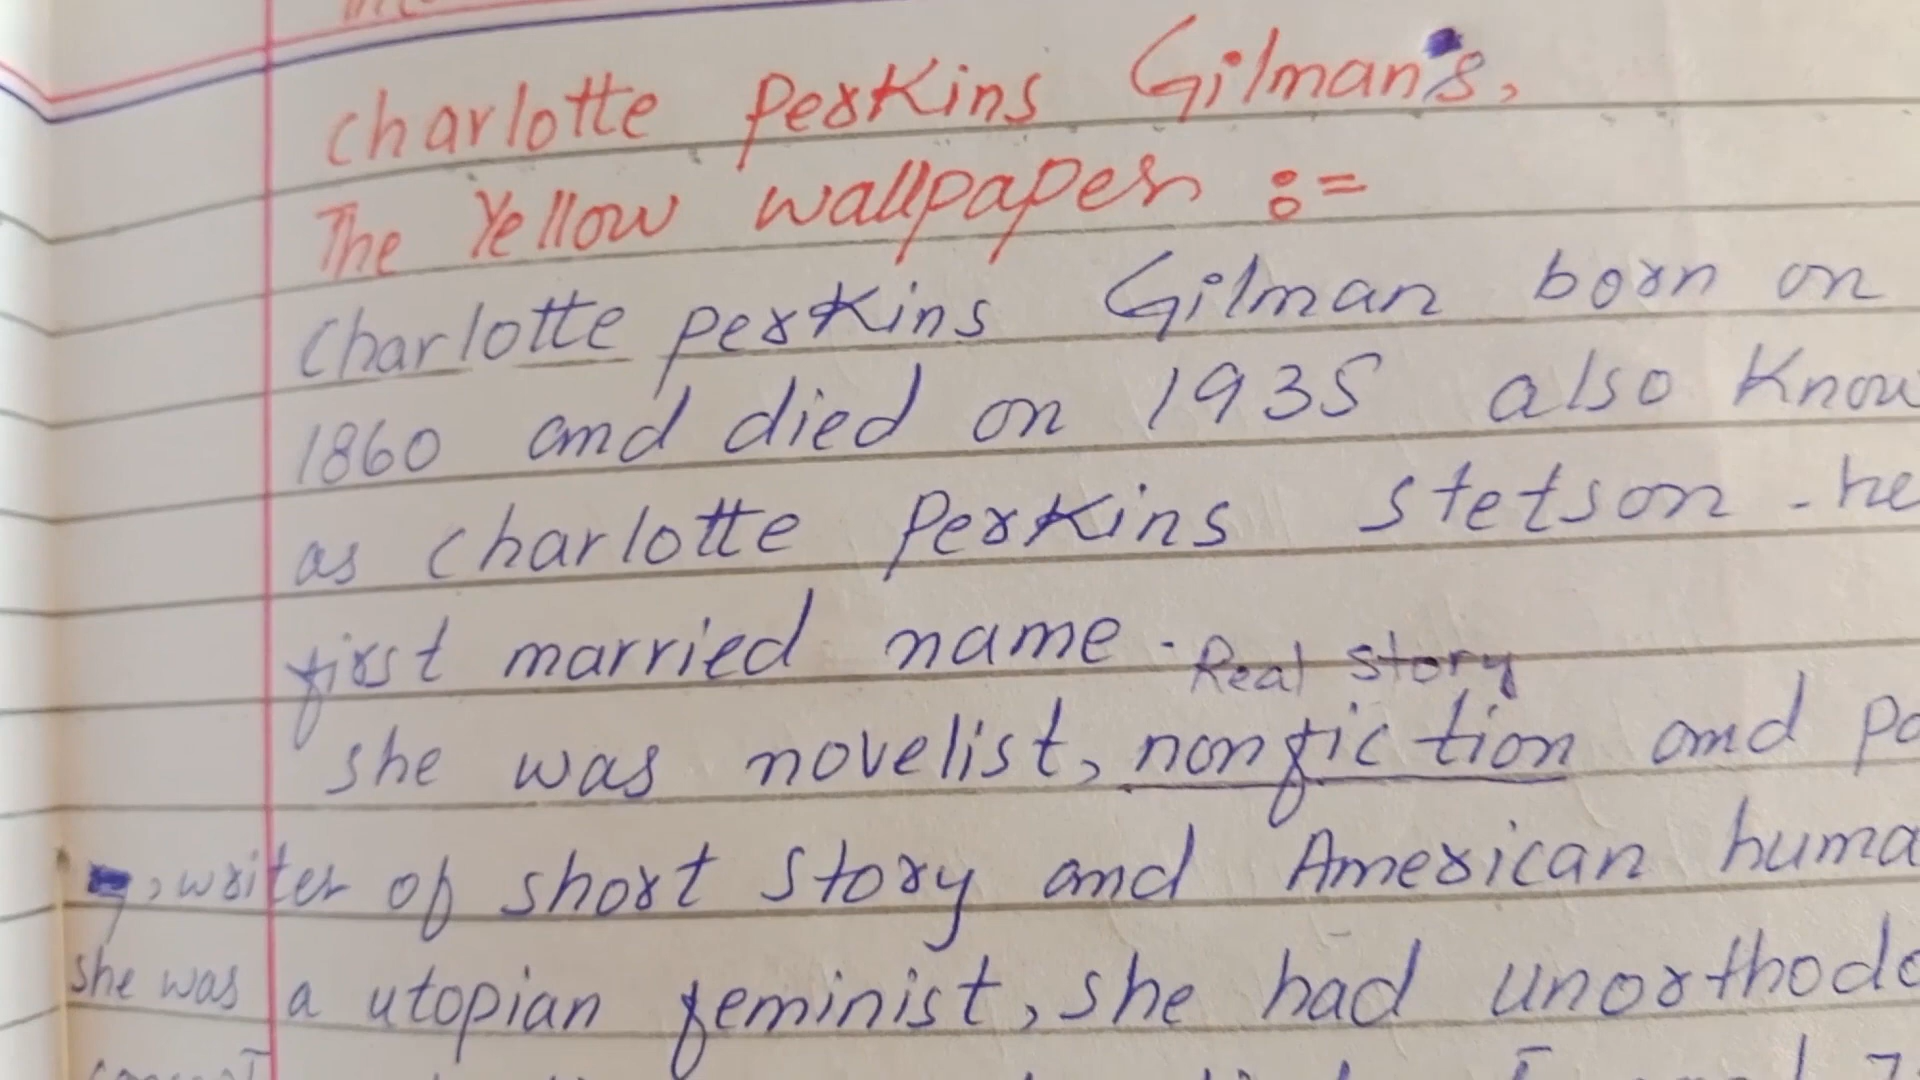 Charlotte Perkins Gilman's,
The Yellow wallpaper :=
Charlotte perkins Gilman born on
1860 and died on 1935 also Know
as Charlotte Perkins Stetson - he
first married name -
Real story
she was novelist, nonfiction and po
, writer of short story and American huma
she was a utopian feminist, she had unorthodo